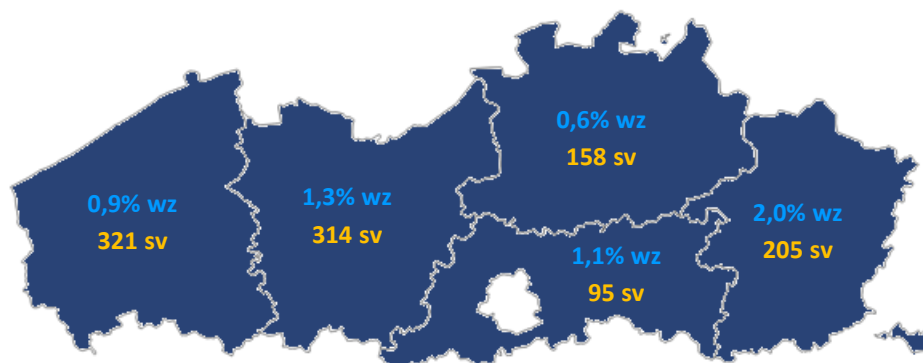 0,6% wz
158 sv
0,9% wz
321 sv
1,3% wz
314 sv
2,0% wz
205 sv
1,1% wz
95 sv